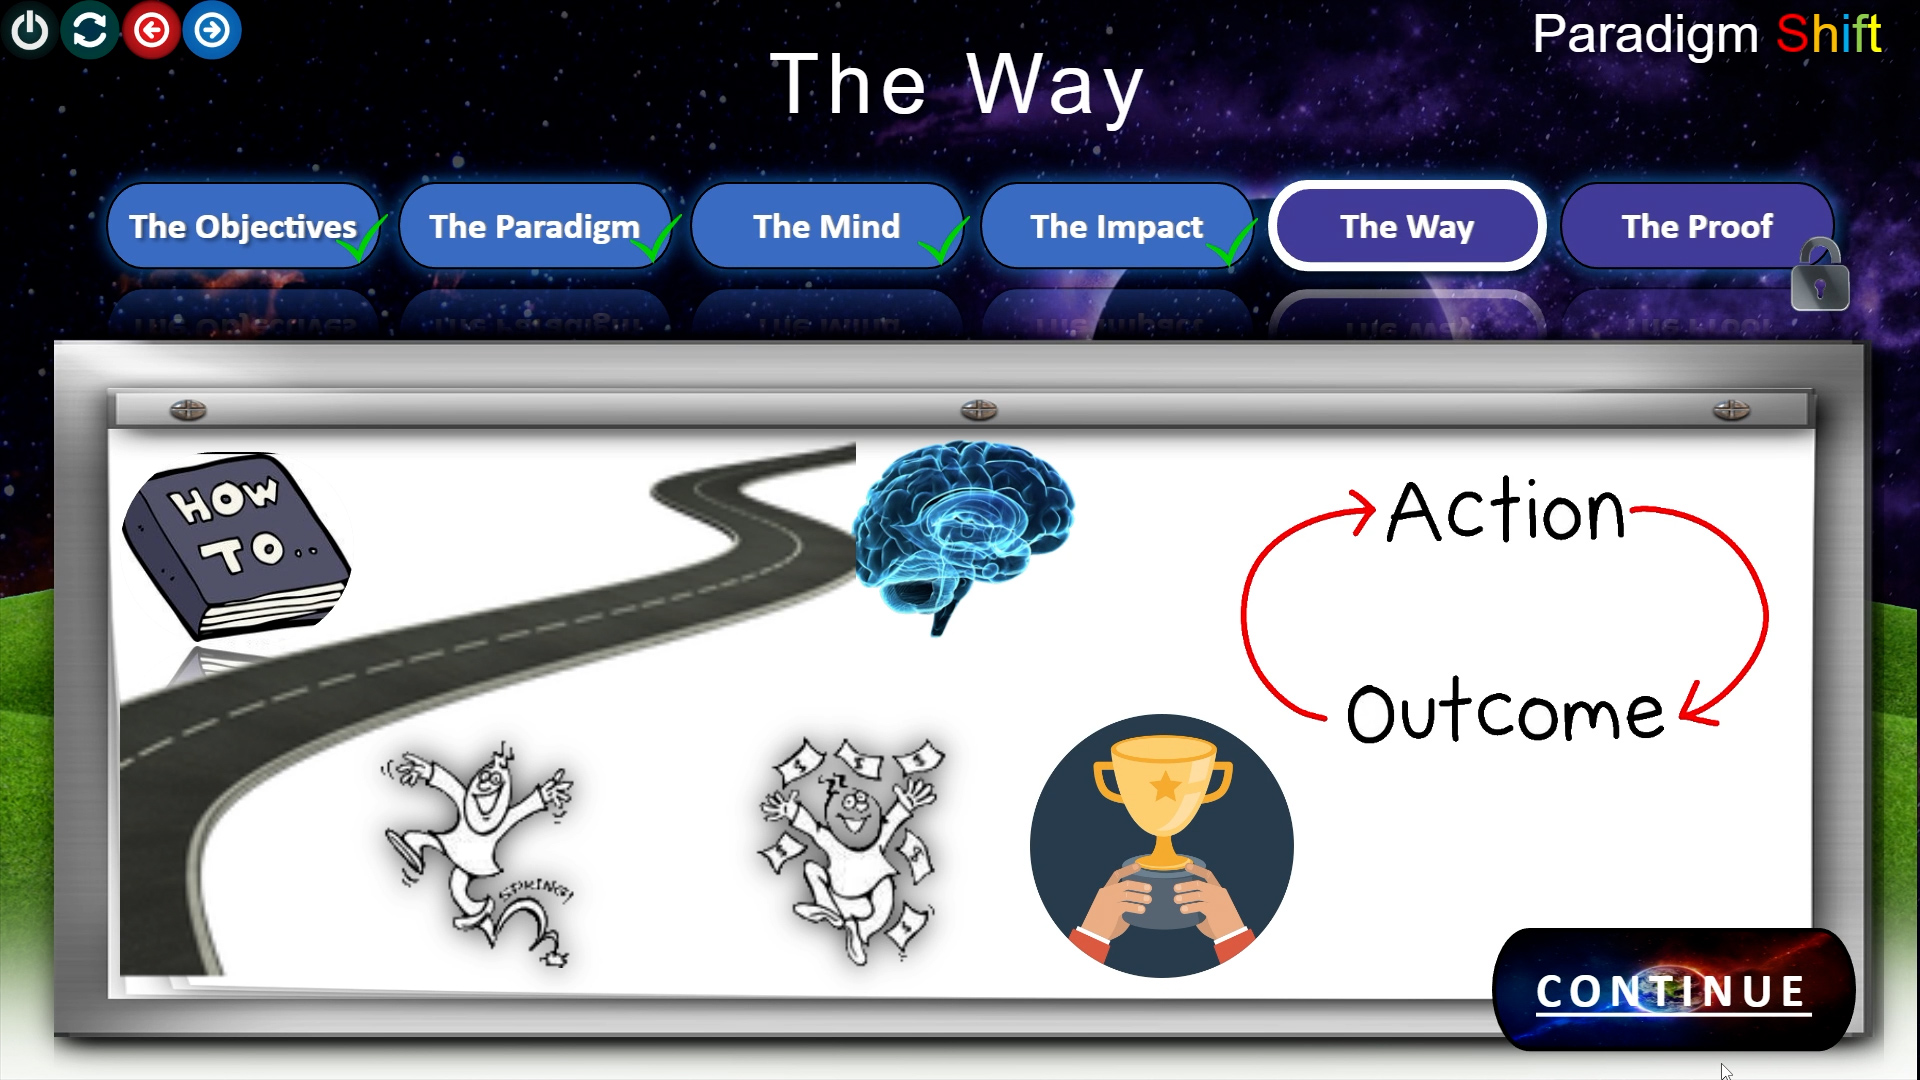 Paradigm Shift
The Way
The Objectives
The Paradigm
The Mind
The Impact
The Way
The Proof
HOW
TO..
Action
Outcome
SPRING!
$ $ $
$ $
$
CONTINUE